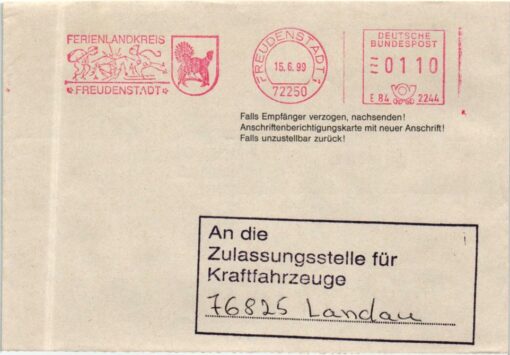 FERIENLANDKREIS
FREUDENSTADT
FREUDENSTADT 1
15.6.99
72250
DEUTSCHE
BUNDESPOST
0110
E 84 2244
Falls Empfänger verzogen, nachsenden!
Anschriftenberichtigungskarte mit neuer Anschrift!
Falls unzustellbar zurück!
An die
Zulassungsstelle für
Kraftfahrzeuge
76825 Landau